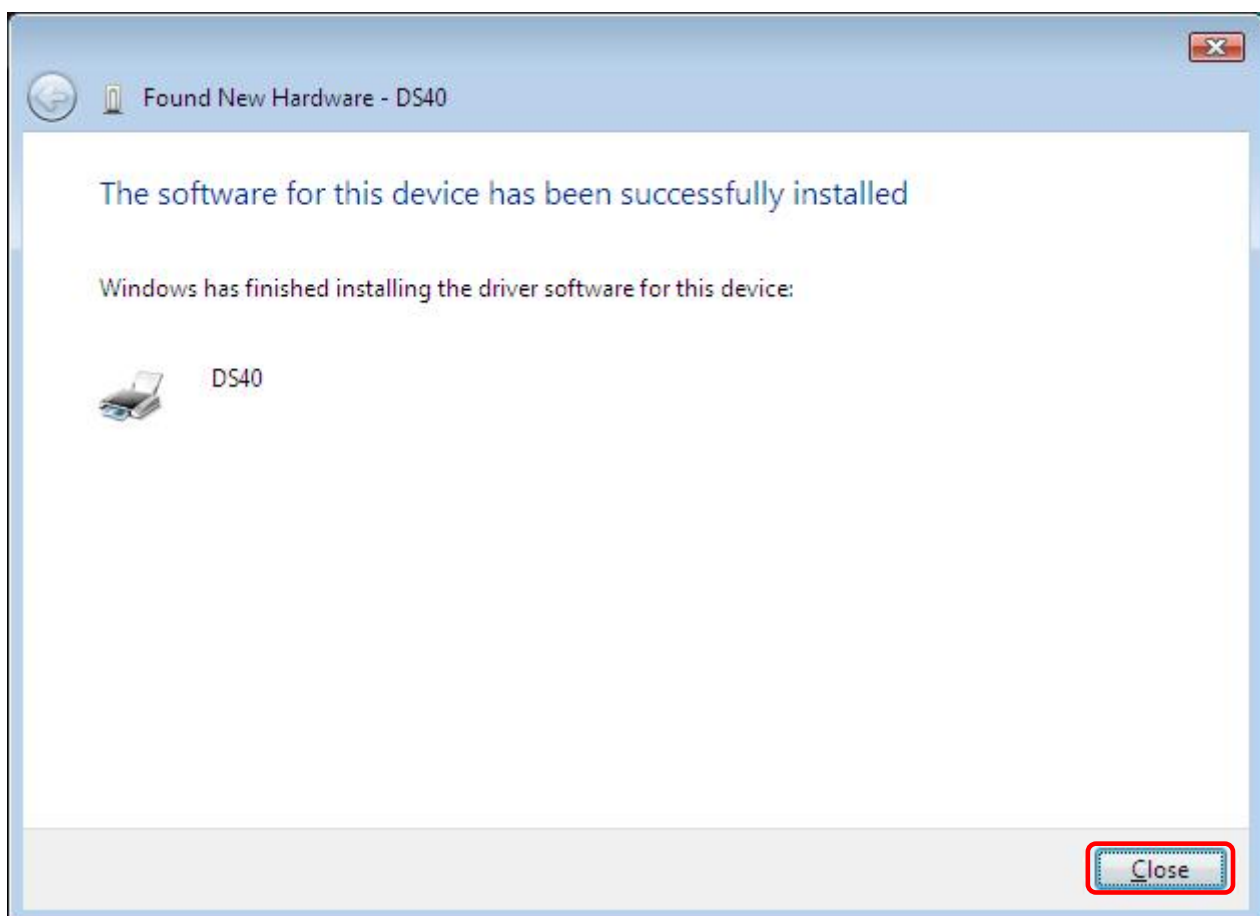 Found New Hardware - DS40
The software for this device has been successfully installed
Windows has finished installing the driver software for this device:
DS40
Close